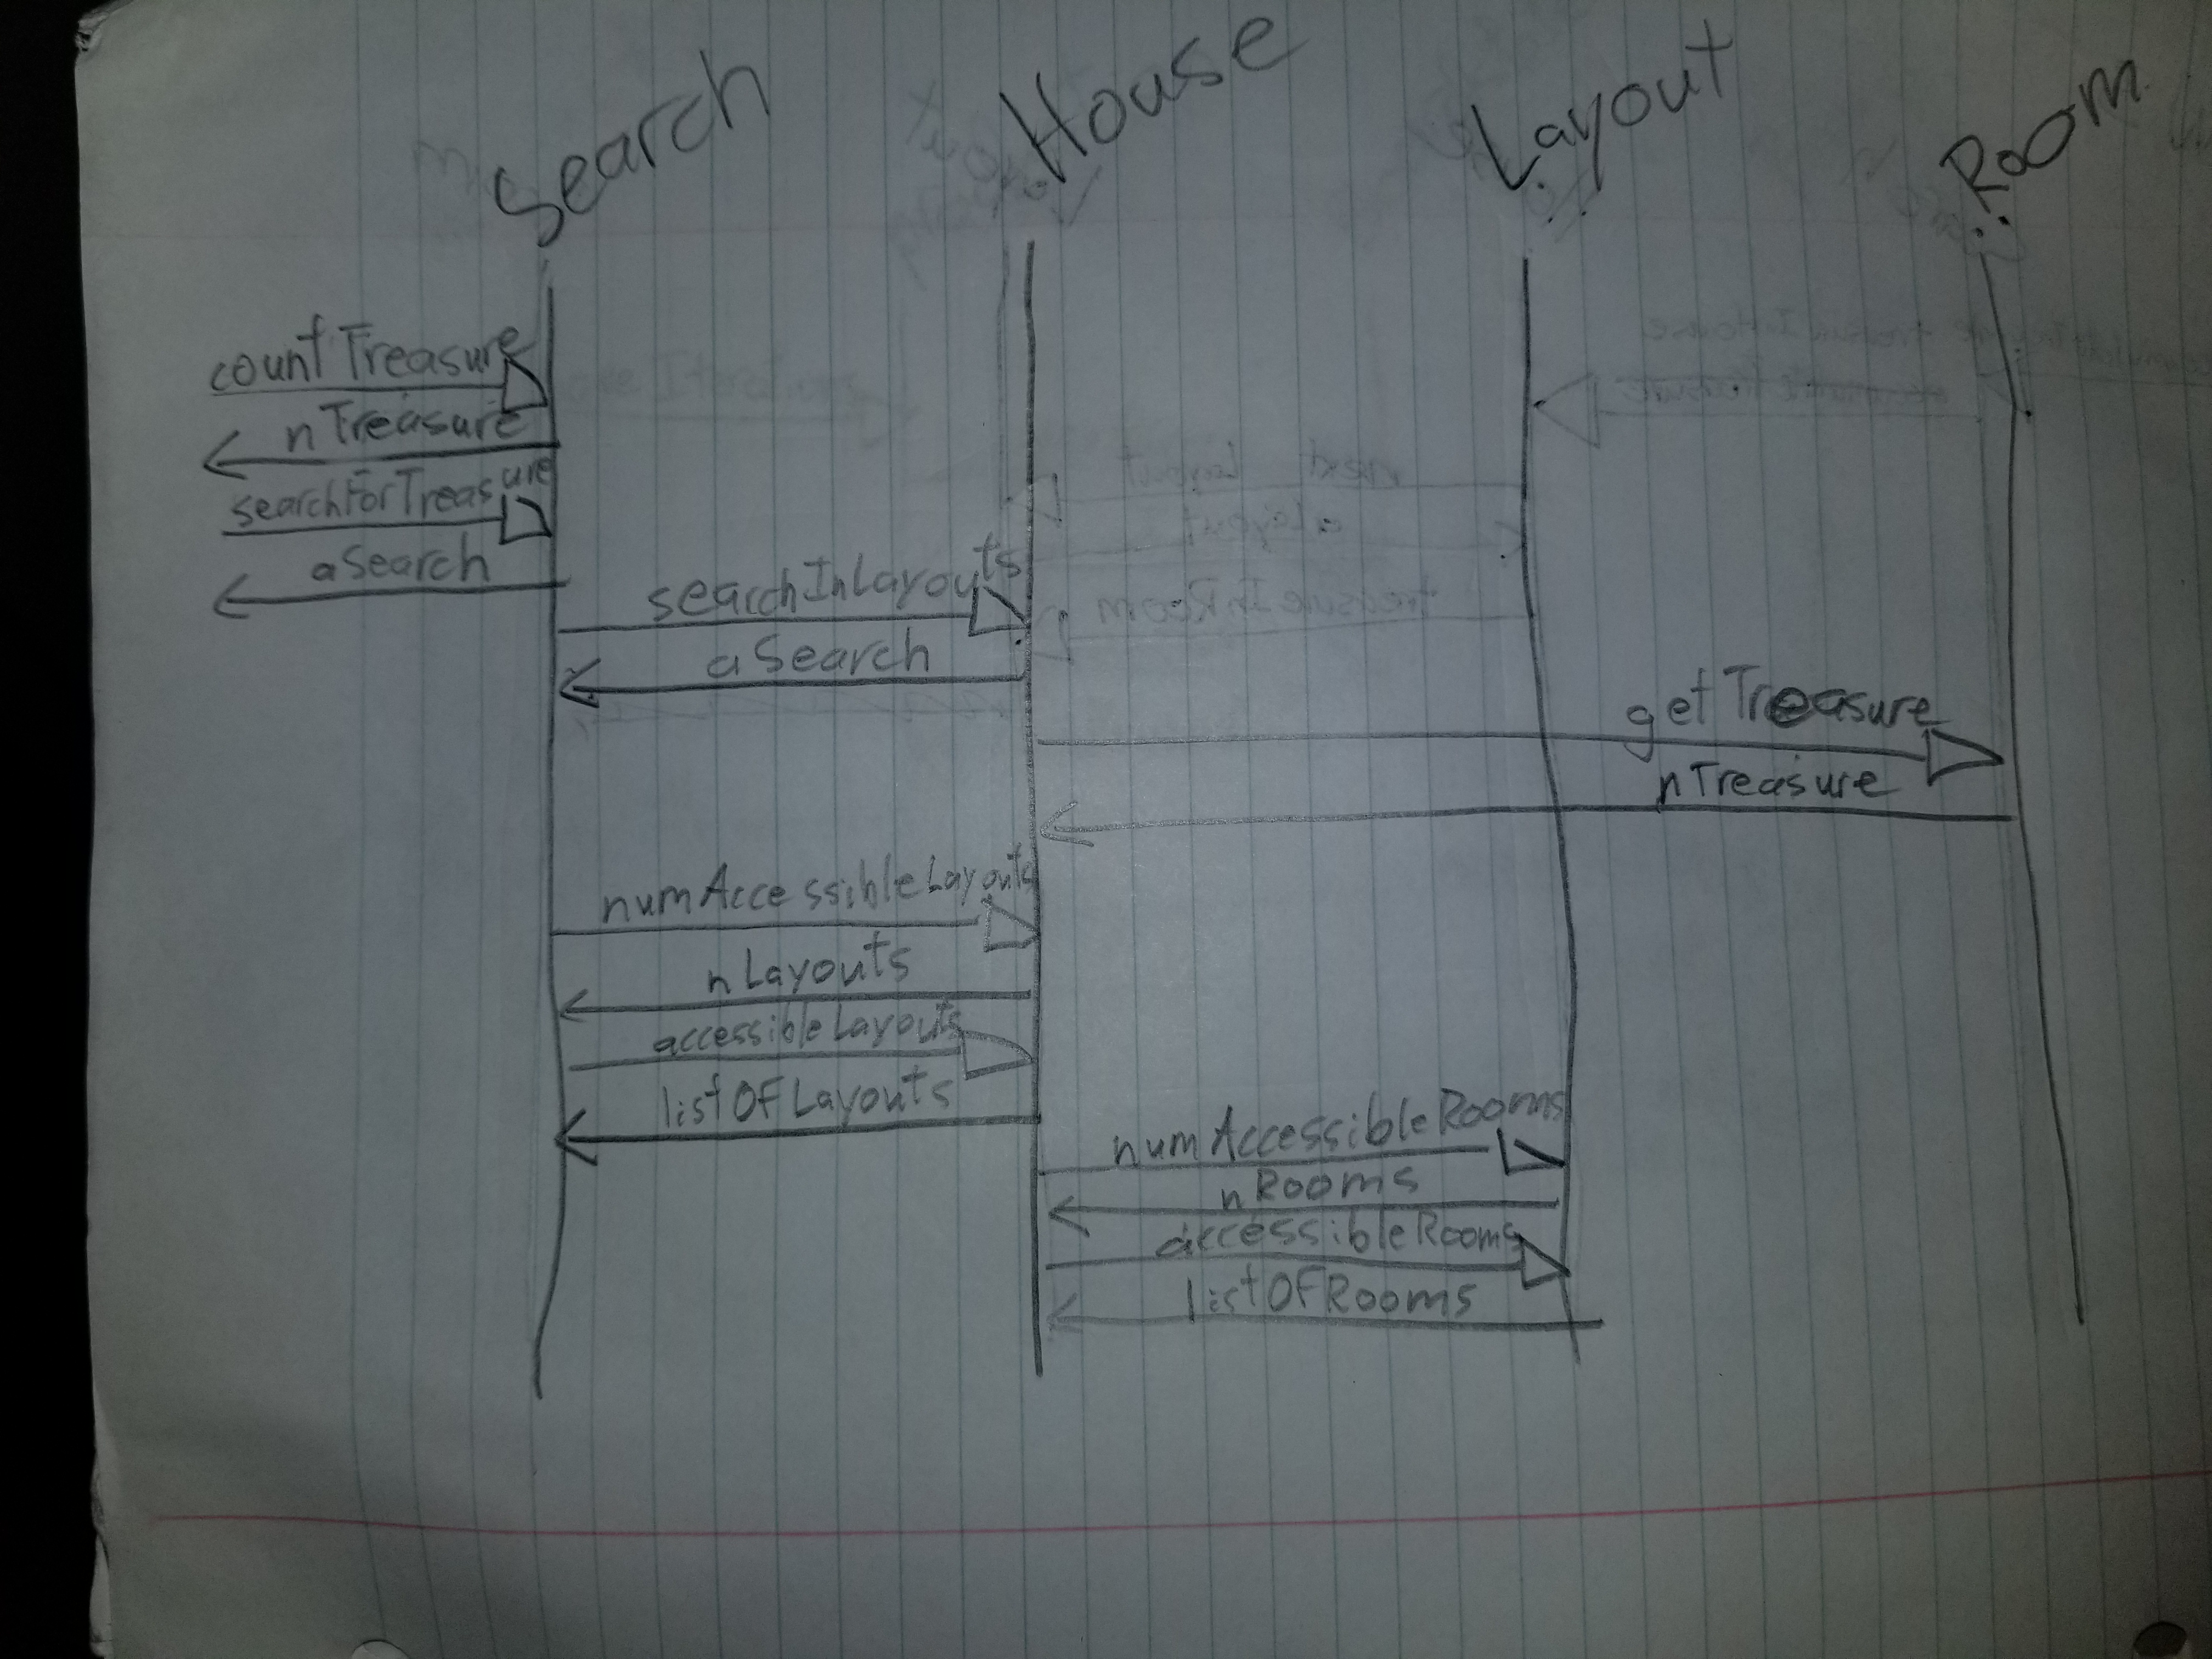 Search House Layout Room
countTreasure
nTreasure
searchForTreasure
aSearch
searchInLayouts
aSearch
getTreasure
nTreasure
numAccessibleLayouts
nLayouts
accessibleLayouts
listOfLayouts
numAccessibleRooms
nRooms
accessibleRooms
listOfRooms